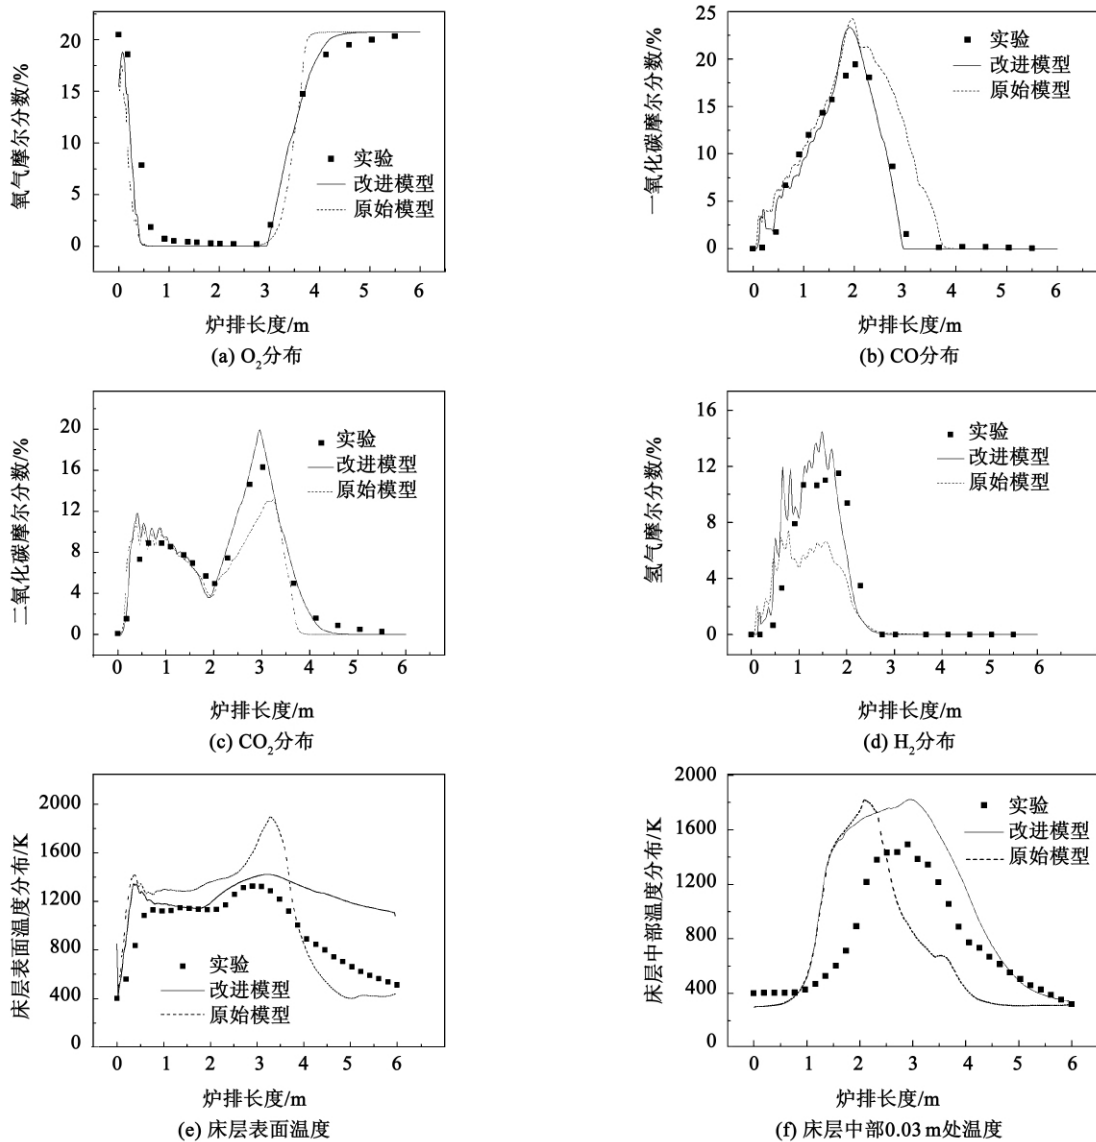 20
15
10
5
0
氧气摩尔分数/%
实验
改进模型
原始模型
0 1 2 3 4 5 6
炉排长度/m
(a) O₂分布
25
20
15
10
5
0
一氧化碳摩尔分数/%
实验
改进模型
原始模型
0 1 2 3 4 5 6
炉排长度/m
(b) CO分布
20
16
12
8
4
0
二氧化碳摩尔分数/%
实验
改进模型
原始模型
0 1 2 3 4 5 6
炉排长度/m
(c) CO₂分布
16
12
8
4
0
氢气摩尔分数/%
实验
改进模型
原始模型
0 1 2 3 4 5 6
炉排长度/m
(d) H₂分布
2000
1600
1200
800
400
0
床层表面温度分布/K
实验
改进模型
原始模型
0 1 2 3 4 5 6
炉排长度/m
(e) 床层表面温度
2000
1600
1200
800
400
0
床层中部温度分布/K
实验
改进模型
原始模型
0 1 2 3 4 5 6
炉排长度/m
(f) 床层中部0.03 m处温度